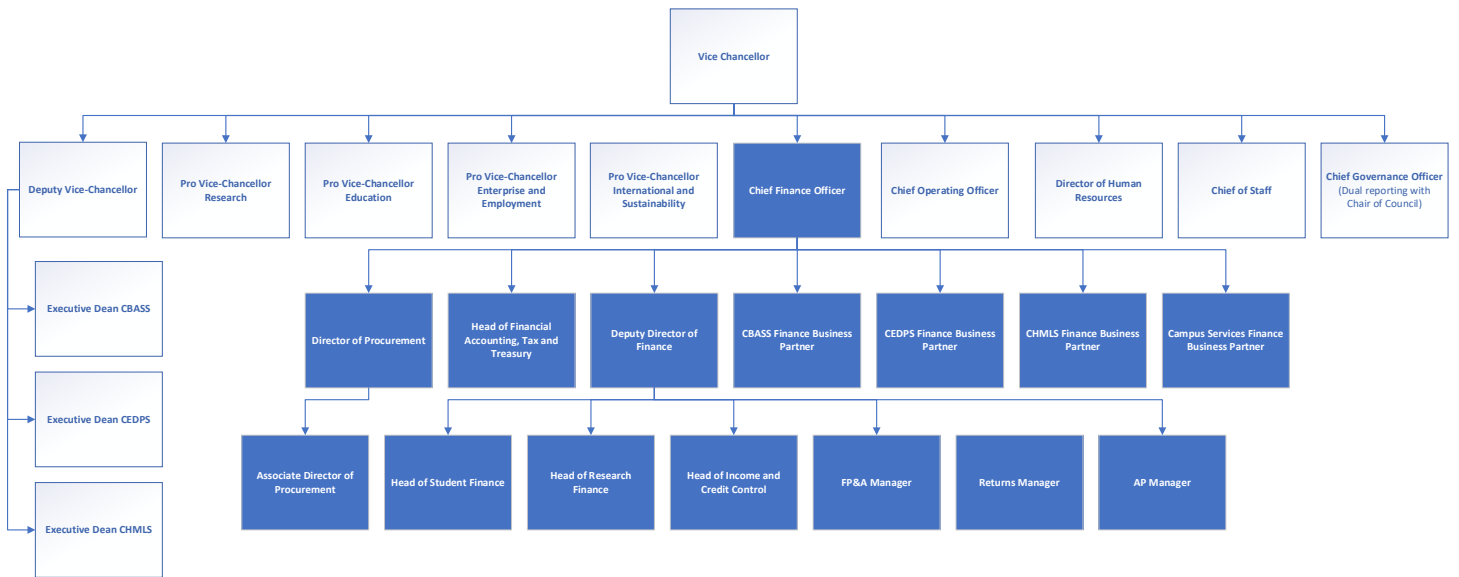 Vice Chancellor
Deputy Vice-Chancellor
Pro Vice-Chancellor
Research
Pro Vice-Chancellor
Education
Pro Vice-Chancellor
Enterprise and
Employment
Pro Vice-Chancellor
International and
Sustainability
Chief Finance Officer
Chief Operating Officer
Director of Human
Resources
Chief of Staff
Chief Governance Officer
(Dual reporting with
Chair of Council)
Executive Dean CBASS
Executive Dean CEDPS
Executive Dean CHMLS
Director of Procurement
Head of Financial
Accounting, Tax and
Treasury
Deputy Director of
Finance
CBASS Finance Business
Partner
CEDPS Finance Business
Partner
CHMLS Finance Business
Partner
Campus Services Finance
Business Partner
Associate Director of
Procurement
Head of Student Finance
Head of Research
Finance
Head of Income and
Credit Control
FP&A Manager
Returns Manager
AP Manager